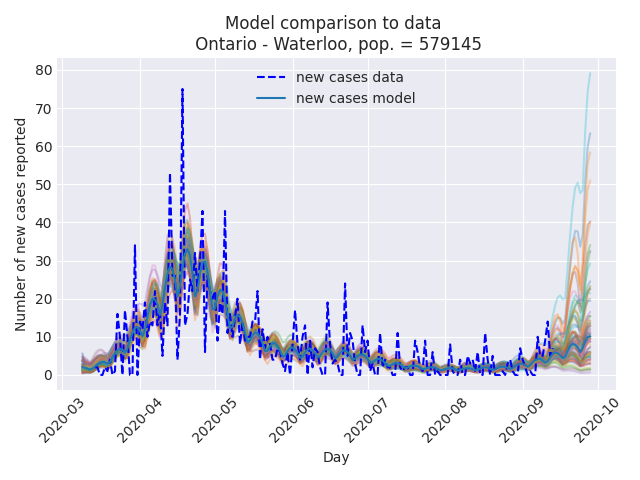 Model comparison to data
Ontario - Waterloo, pop. = 579145
new cases data
new cases model
Number of new cases reported
80
70
60
50
40
30
20
10
0
2020-03
2020-04
2020-05
2020-06
2020-07
2020-08
2020-09
2020-10
Day